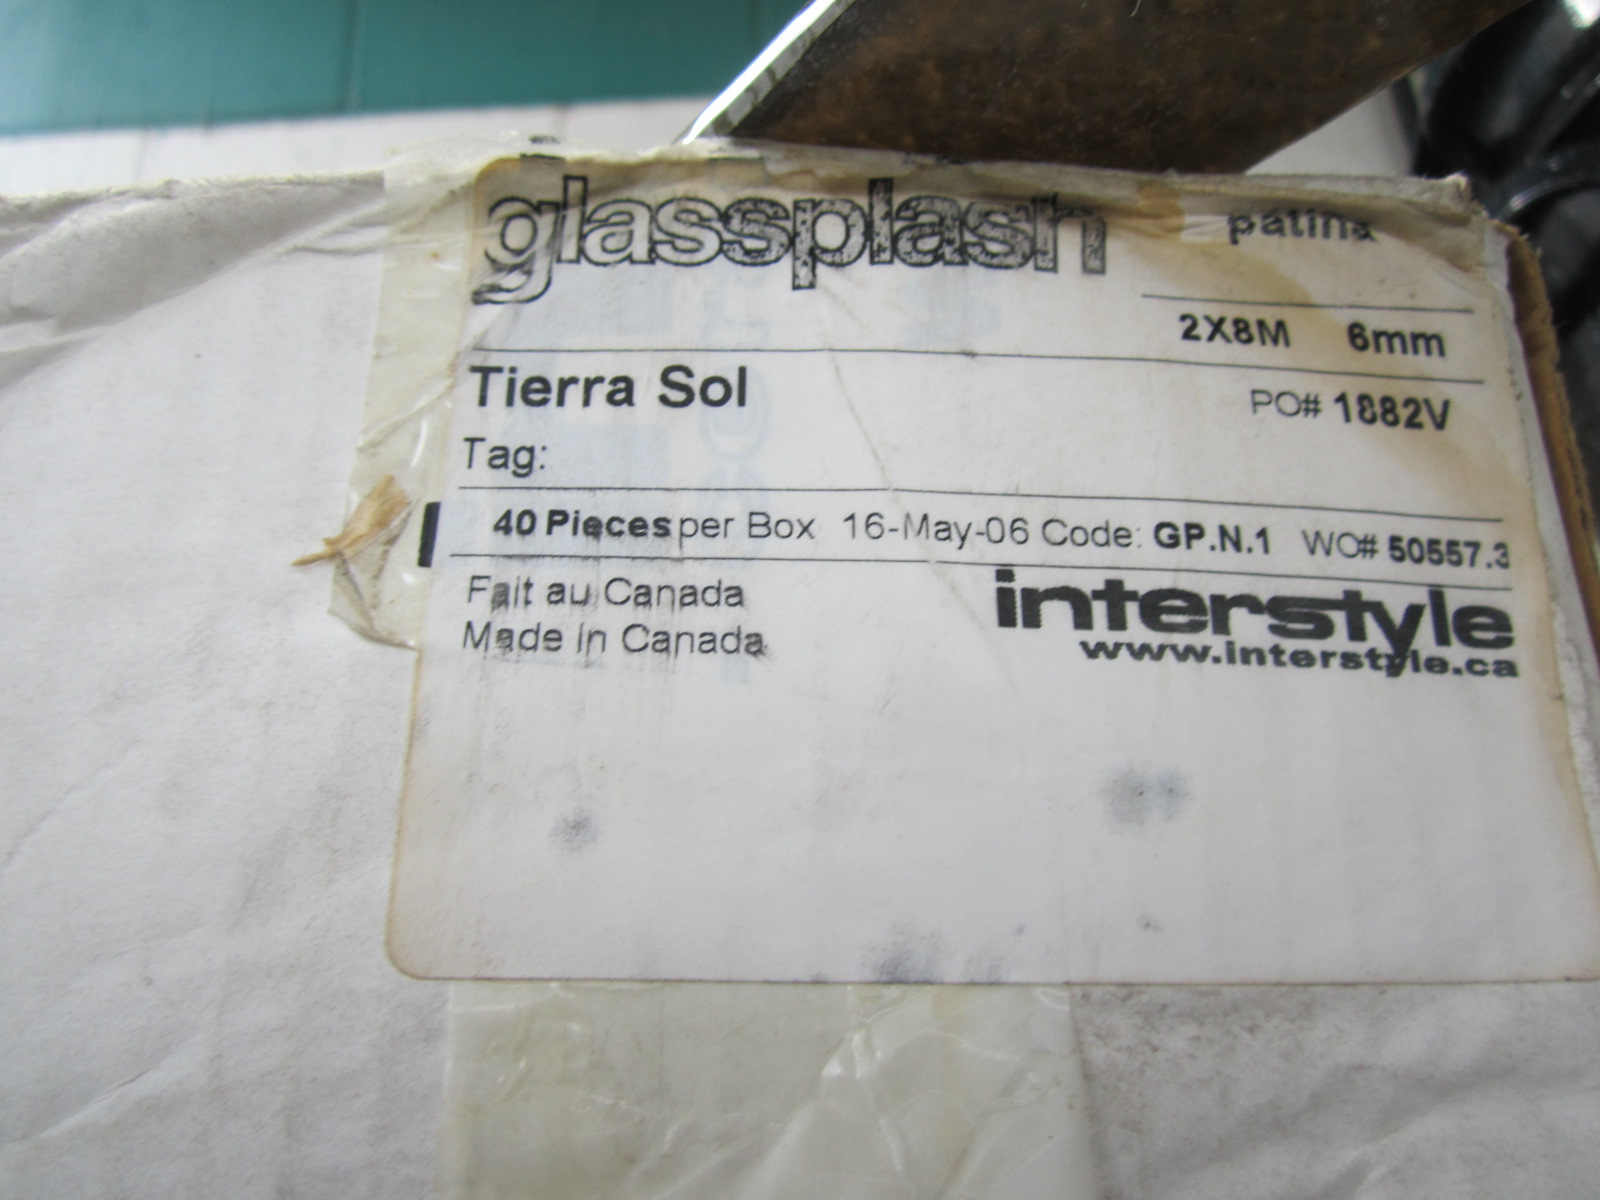 glassplash patina
2X8M 6mm
Tierra Sol PO# 1882V
Tag:
40 Pieces per Box 16-May-06 Code: GP.N.1 WO# 50557.3
Fait au Canada
Made in Canada
interstyle
www.interstyle.ca